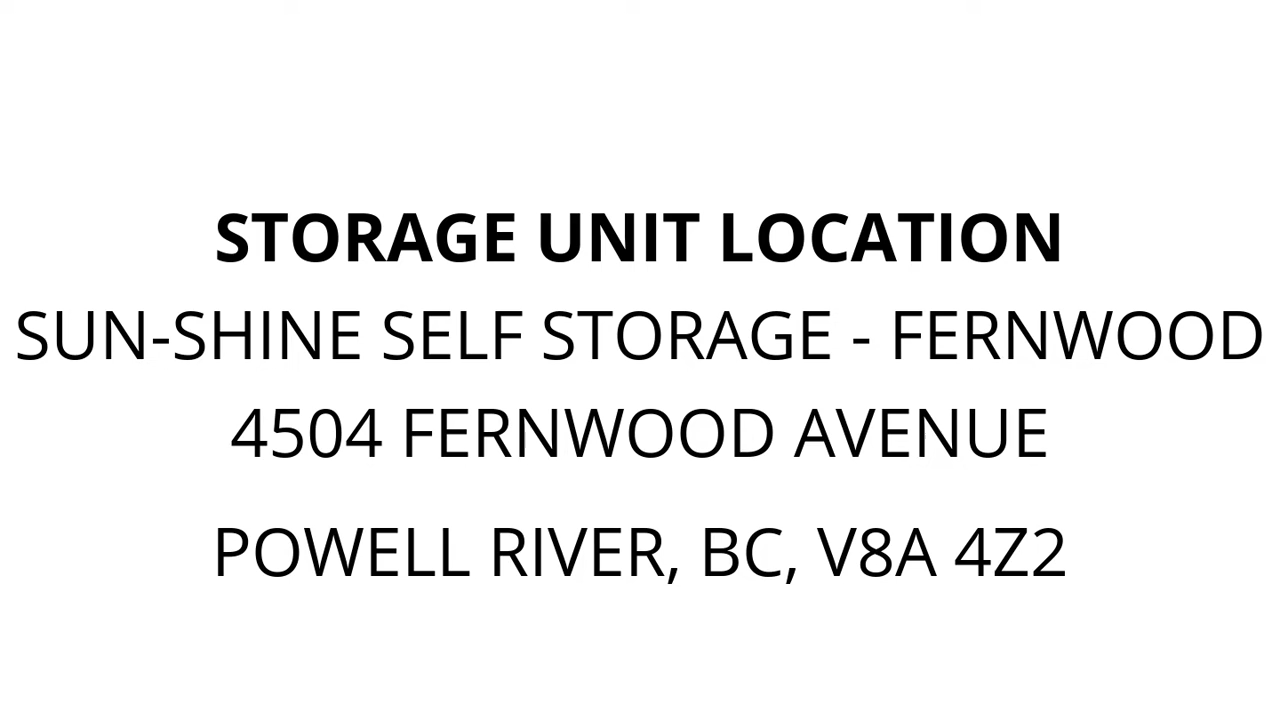 STORAGE UNIT LOCATION
SUN-SHINE SELF STORAGE - FERNWOOD
4504 FERNWOOD AVENUE
POWELL RIVER, BC, V8A 4Z2